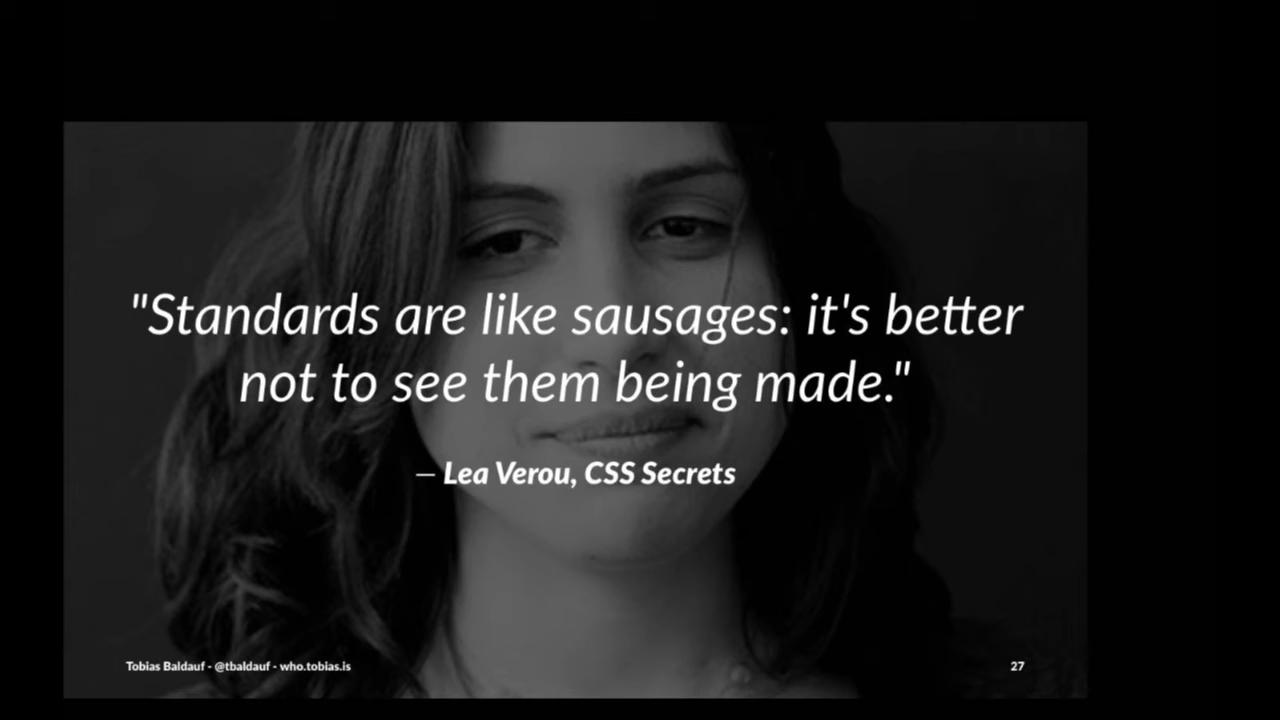 "Standards are like sausages: it's better
not to see them being made."
— Lea Verou, CSS Secrets
Tobias Baldauf - @tbaldauf - who.tobias.is
27